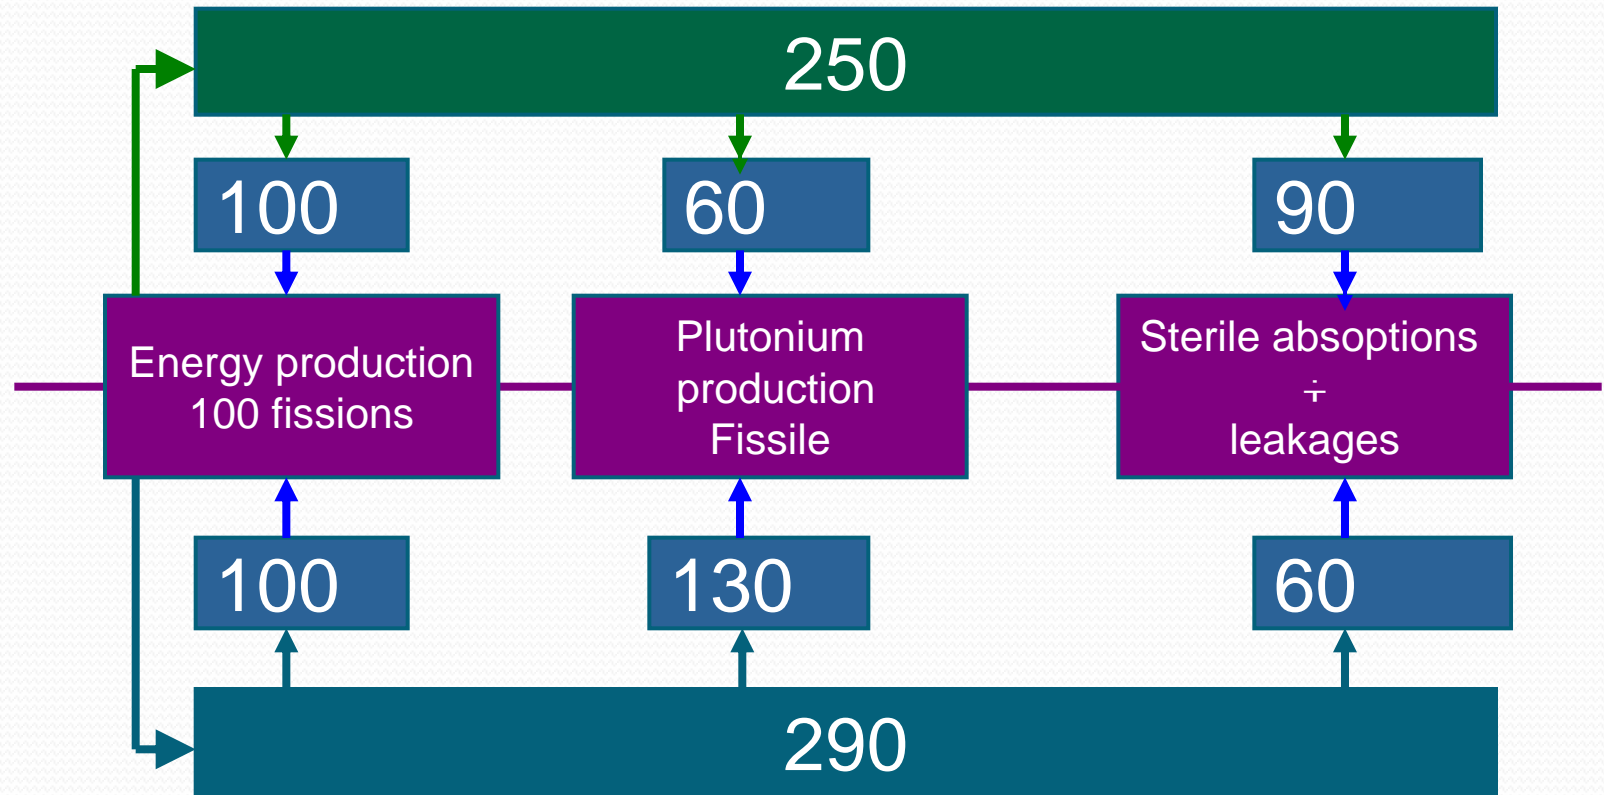 250
100
60
90
Energy production
100 fissions
Plutonium
production
Fissile
Sterile absoptions
+
leakages
100
130
60
290